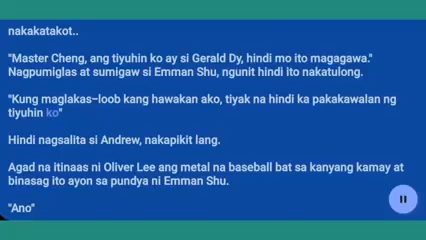 nakakatakot..
"Master Cheng, ang tiyuhin ko ay si Gerald Dy, hindi mo ito magagawa."
Nagpumiglas at sumigaw si Emman Shu, ngunit hindi ito nakatulong.
"Kung maglakas-loob kang hawakan ako, tiyak na hindi ka pakakawalan ng
tiyuhin ko"
Hindi nagsalita si Andrew, nakapikit lang.
Agad na itinaas ni Oliver Lee ang metal na baseball bat sa kanyang kamay at
binasag ito ayon sa pundya ni Emman Shu.
"Ano"